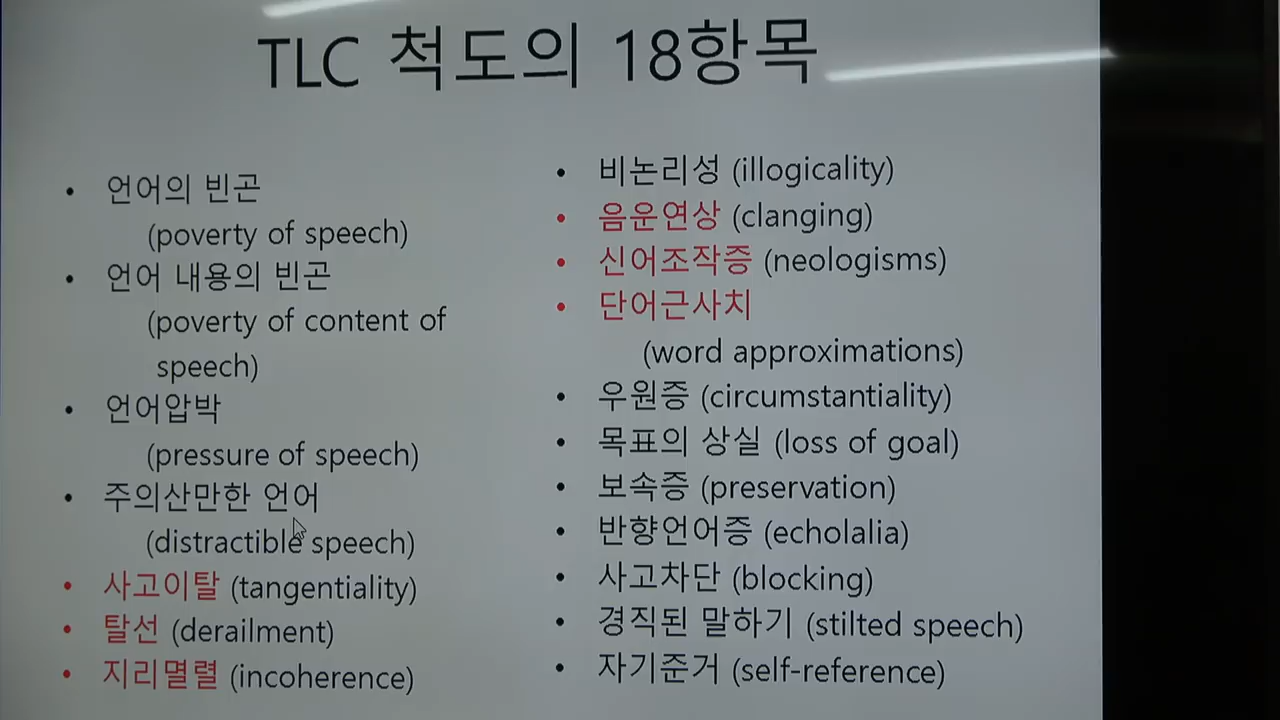 TLC 척도의 18항목
• 언어의 빈곤
(poverty of speech)
• 언어 내용의 빈곤
(poverty of content of
speech)
• 언어압박
(pressure of speech)
• 주의산만한 언어
(distractible speech)
• 사고이탈 (tangentiality)
• 탈선 (derailment)
• 지리멸렬 (incoherence)
• 비논리성 (illogicality)
• 음운연상 (clanging)
• 신어조작증 (neologisms)
• 단어근사치
(word approximations)
• 우원증 (circumstantiality)
• 목표의 상실 (loss of goal)
• 보속증 (preservation)
• 반향언어증 (echolalia)
• 사고차단 (blocking)
• 경직된 말하기 (stilted speech)
• 자기준거 (self-reference)